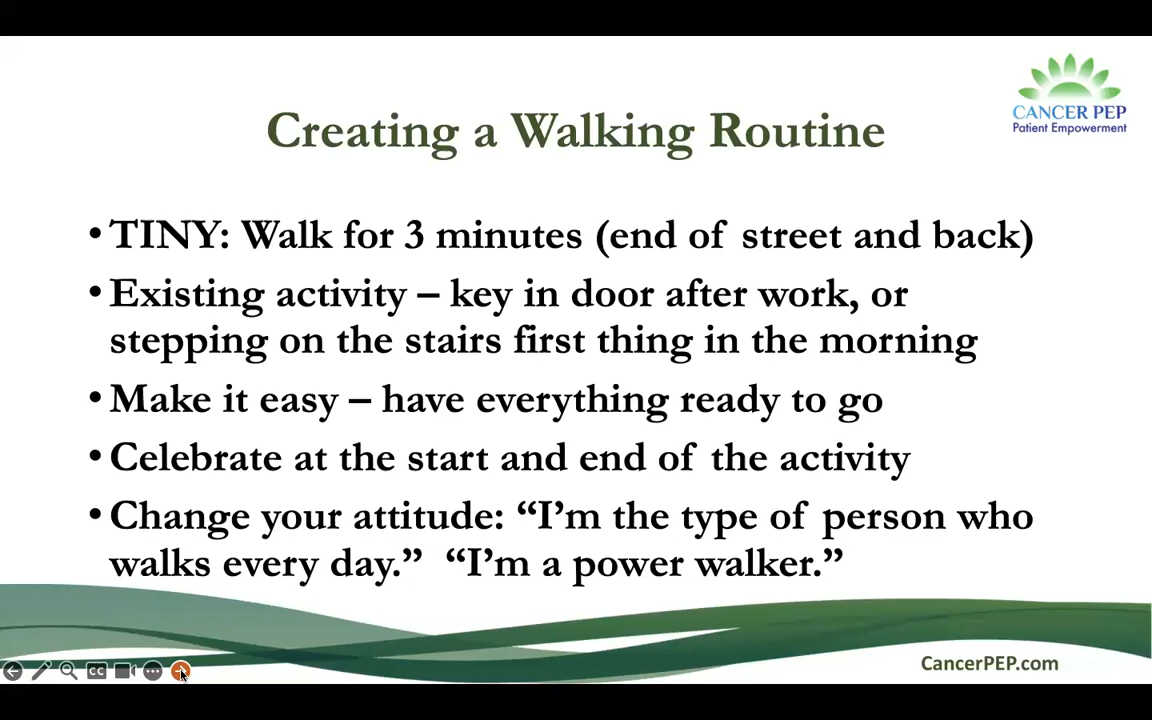 CANCER PEP
Patient Empowerment
Creating a Walking Routine
• TINY: Walk for 3 minutes (end of street and back)
• Existing activity – key in door after work, or
stepping on the stairs first thing in the morning
• Make it easy – have everything ready to go
• Celebrate at the start and end of the activity
• Change your attitude: “I’m the type of person who
walks every day.”  “I’m a power walker.”
CC
CancerPEP.com